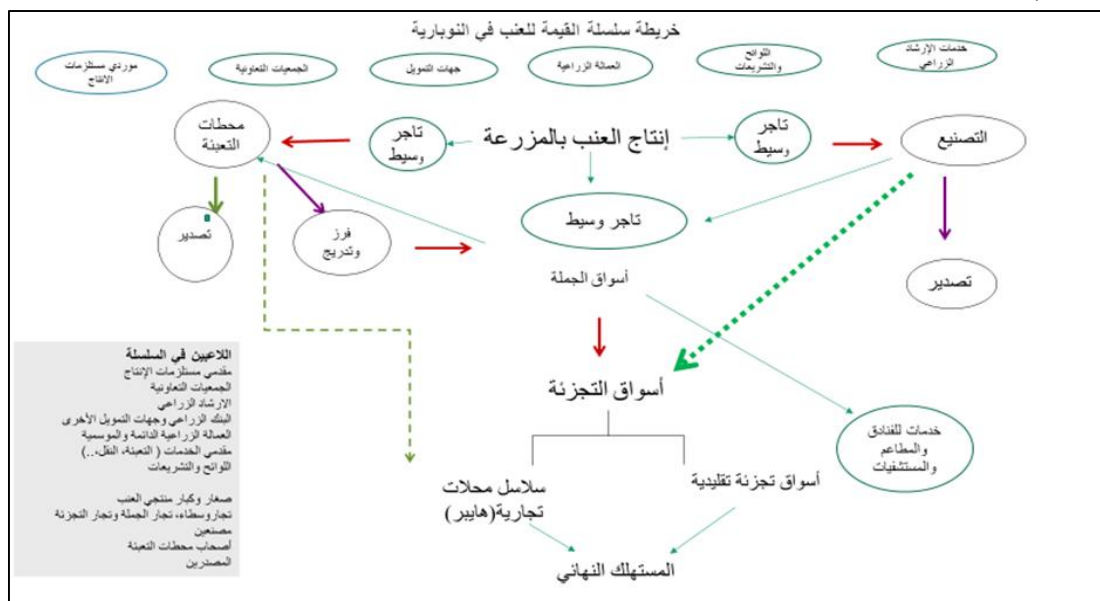 خريطة سلسلة القيمة للعنب في النوبارية
خدمات الإرشاد
الزراعي
اللوائح
والتشريعات
العمالة الزراعية
جهات التمويل
الجمعيات التعاونية
موردي مستلزمات
الانتاج
التصنيع
تاجر
وسيط
إنتاج العنب بالمزرعة
تاجر
وسيط
محطات
التعبئة
تاجر وسيط
فرز
وتدريج
تصدير
تصدير
أسواق الجملة
أسواق التجزئة
خدمات للفنادق
والمطاعم
والمستشفيات
أسواق تجزئة تقليدية
سلاسل محلات
تجارية(هايبر)
المستهلك النهائي
اللاعبين في السلسلة
مقدمي مستلزمات الإنتاج
الجمعيات التعاونية
الارشاد الزراعي
البنك الزراعي وجهات التمويل الأخرى
العمالة الزراعية الدائمة والموسمية
مقدمي الخدمات ( التعبئة، النقل،..)
اللوائح والتشريعات
صغار وكبار منتجي العنب
تجاروسطاء، تجار الجملة وتجار التجزئة
مصنعين
أصحاب محطات التعبئة
المصدرين